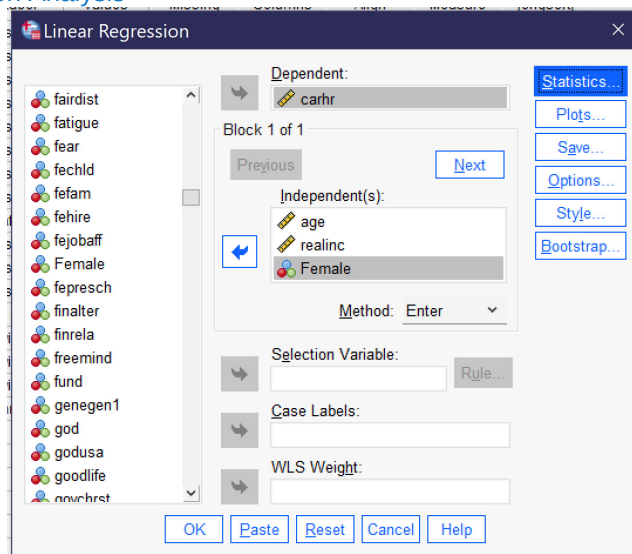 Linear Regression
fairdist
fatigue
fear
fechld
fefam
fehire
fejobaff
Female
fepresch
finalter
finrela
freemind
fund
genegen1
god
godusa
goodlife
govchrst
Dependent:
carhr
Block 1 of 1
Previous
Next
Independent(s):
age
realinc
Female
Method: Enter
Selection Variable:
Rule...
Case Labels:
WLS Weight:
Statistics...
Plots...
Save...
Options...
Style...
Bootstrap...
OK Paste Reset Cancel Help